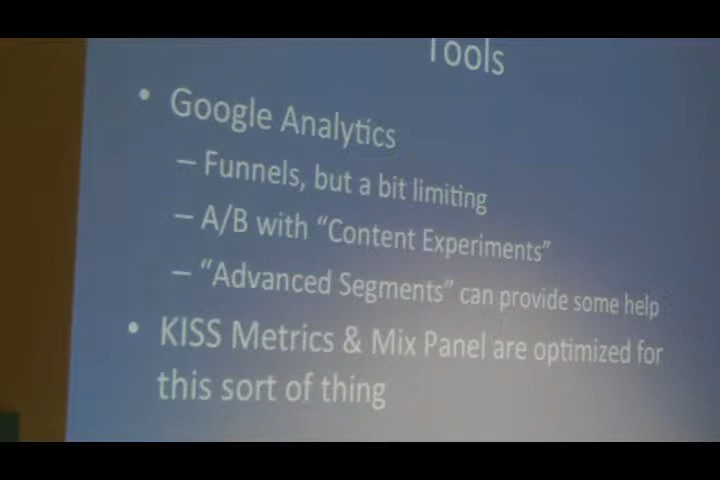 Tools
• Google Analytics
– Funnels, but a bit limiting
– A/B with “Content Experiments”
– “Advanced Segments” can provide some help
• KISS Metrics & Mix Panel are optimized for
this sort of thing